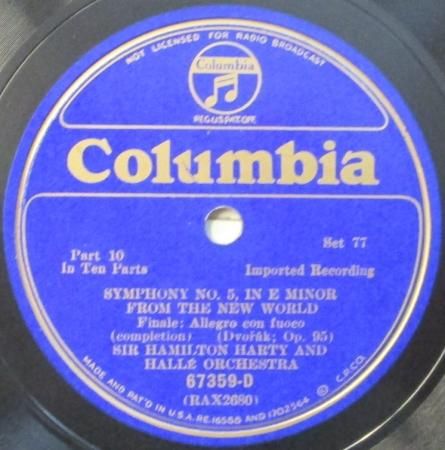 NOT LICENSED FOR RADIO BROADCAST
Columbia
REG.U.S.PAT.OFF.
Columbia
Part 10
In Ten Parts
Set 77
Imported Recording
SYMPHONY NO. 5, IN E MINOR
FROM THE NEW WORLD
Finale: Allegro con fuoco
(completion) (Dvořák; Op. 95)
SIR HAMILTON HARTY AND
HALLÉ ORCHESTRA
67359-D
(RAX2680)
MADE AND PAT'D IN U.S.A. RE.16588 AND 1702564 Ⓟ C.P.CO.